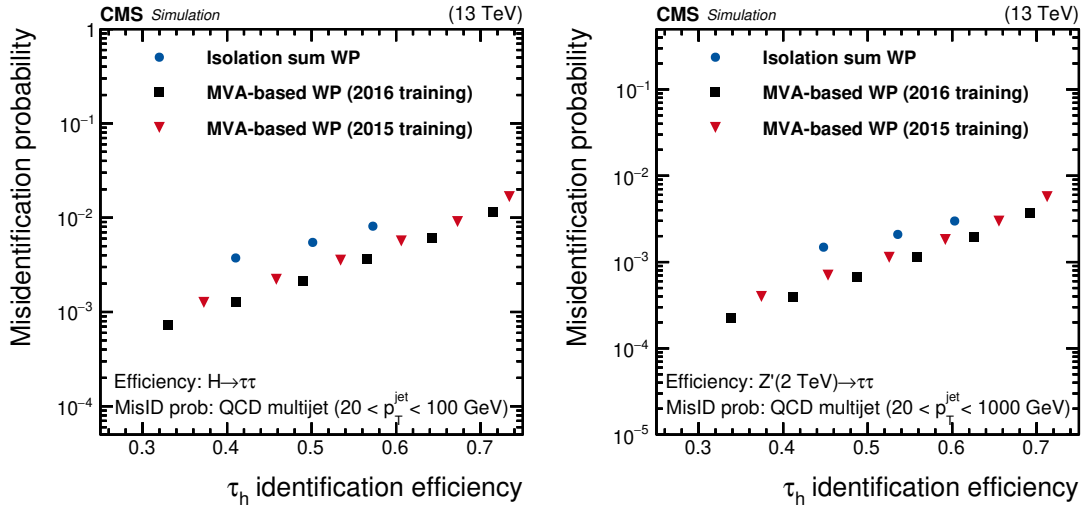 CMS Simulation (13 TeV)
Misidentification probability
1
10⁻¹
10⁻²
10⁻³
10⁻⁴
Isolation sum WP
MVA-based WP (2016 training)
MVA-based WP (2015 training)
Efficiency: H→ττ
MisID prob: QCD multijet (20 < p_T^jet < 100 GeV)
0.3 0.4 0.5 0.6 0.7
τ_h identification efficiency
CMS Simulation (13 TeV)
Misidentification probability
10⁻¹
10⁻²
10⁻³
10⁻⁴
10⁻⁵
Isolation sum WP
MVA-based WP (2016 training)
MVA-based WP (2015 training)
Efficiency: Z'(2 TeV)→ττ
MisID prob: QCD multijet (20 < p_T^jet < 1000 GeV)
0.3 0.4 0.5 0.6 0.7
τ_h identification efficiency